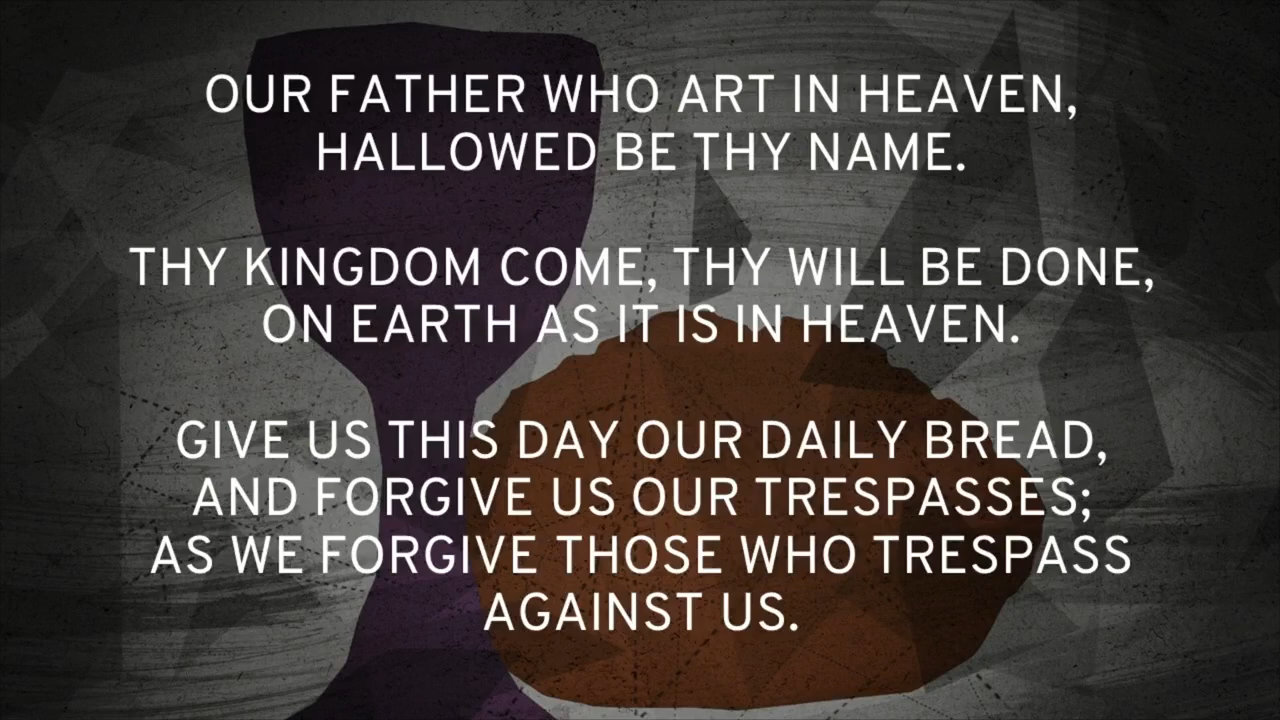 OUR FATHER WHO ART IN HEAVEN,
HALLOWED BE THY NAME.
THY KINGDOM COME, THY WILL BE DONE,
ON EARTH AS IT IS IN HEAVEN.
GIVE US THIS DAY OUR DAILY BREAD,
AND FORGIVE US OUR TRESPASSES;
AS WE FORGIVE THOSE WHO TRESPASS
AGAINST US.